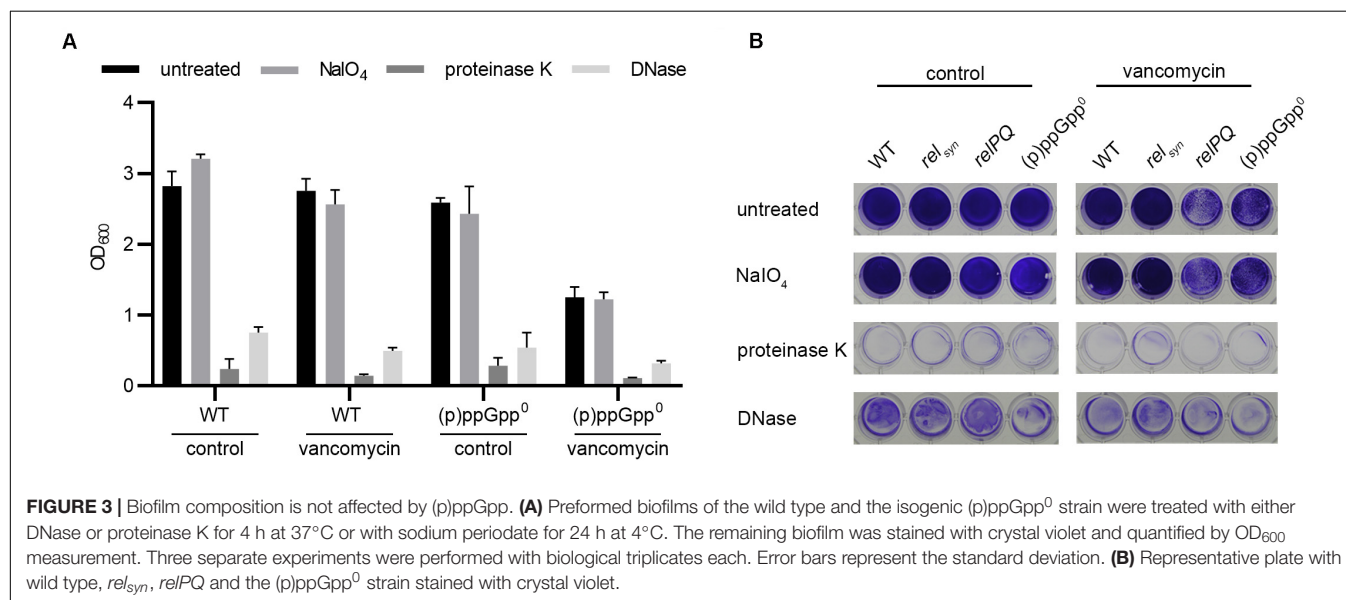 A
untreated NaIO₄ proteinase K DNase
OD₆₀₀
4
3
2
1
0
WT WT (p)ppGpp⁰ (p)ppGpp⁰
control vancomycin control vancomycin
B
control vancomycin
WT rel syn relPQ (p)ppGpp⁰ WT rel syn relPQ (p)ppGpp⁰
untreated
NaIO₄
proteinase K
DNase
FIGURE 3 | Biofilm composition is not affected by (p)ppGpp. (A) Preformed biofilms of the wild type and the isogenic (p)ppGpp⁰ strain were treated with either
DNase or proteinase K for 4 h at 37°C or with sodium periodate for 24 h at 4°C. The remaining biofilm was stained with crystal violet and quantified by OD₆₀₀
measurement. Three separate experiments were performed with biological triplicates each. Error bars represent the standard deviation. (B) Representative plate with
wild type, relsyn, relPQ and the (p)ppGpp⁰ strain stained with crystal violet.